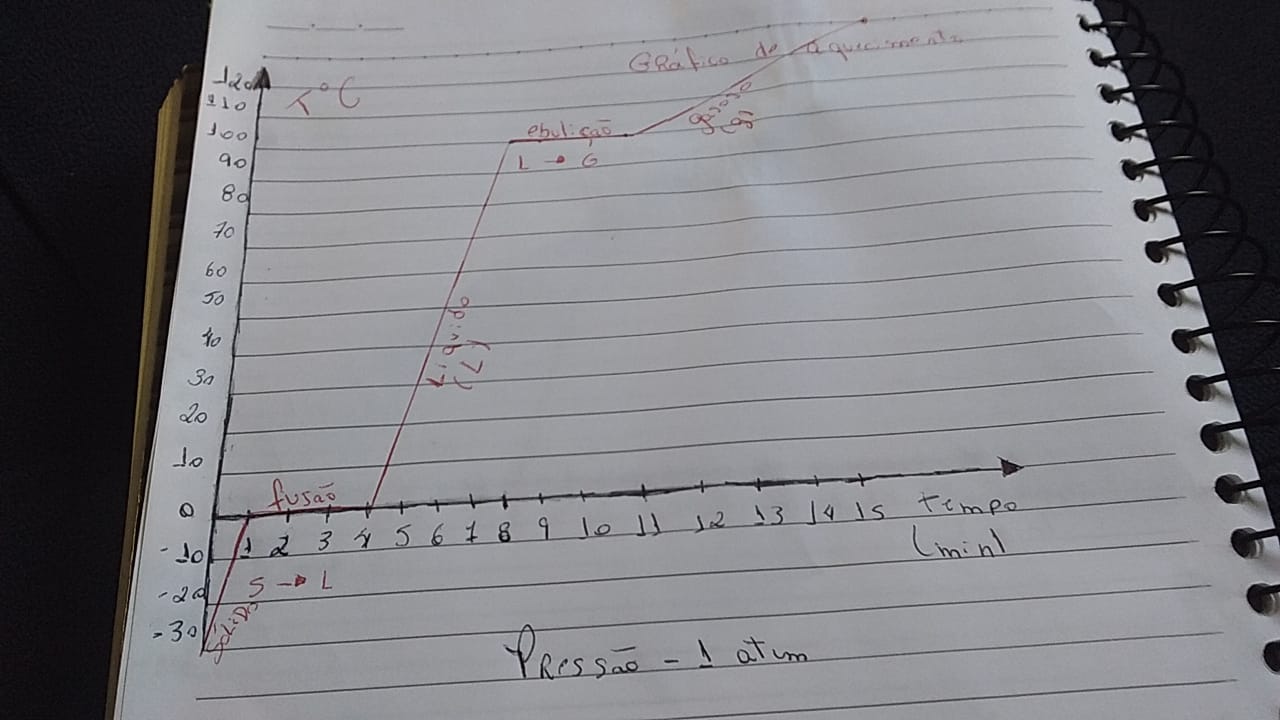 Gráfico de aquecimento
T°C
120
110
100
90
80
70
60
50
40
30
20
10
0
-10
-20
-30
ebulição
L → G
gasoso
(G)
Líquido
(L)
fusão
1 2 3 4 5 6 7 8 9 10 11 12 13 14 15 tempo
(min)
S → L
Sólido
Pressão - 1 atm